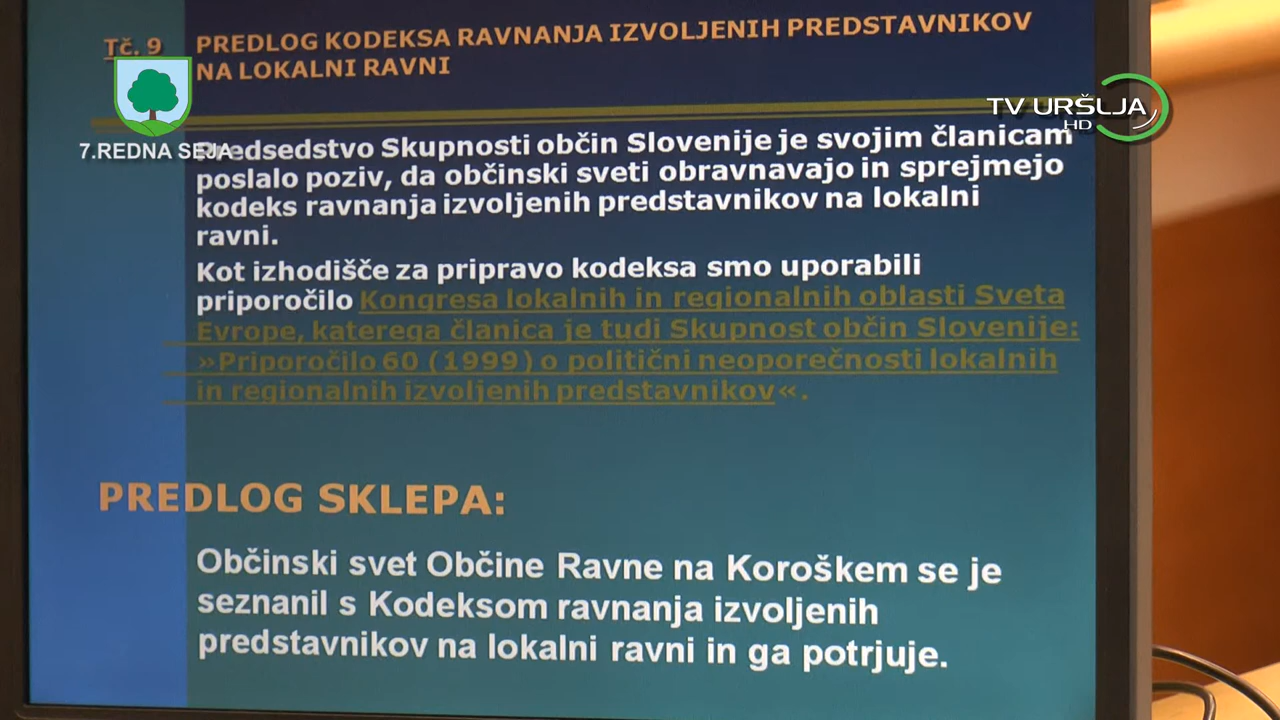 Tč. 9
PREDLOG KODEKSA RAVNANJA IZVOLJENIH PREDSTAVNIKOV
NA LOKALNI RAVNI
TV URŠLJA
HD
7.REDNA SEJA
Predsedstvo Skupnosti občin Slovenije je svojim članicam
poslalo poziv, da občinski sveti obravnavajo in sprejmejo
kodeks ravnanja izvoljenih predstavnikov na lokalni
ravni.
Kot izhodišče za pripravo kodeksa smo uporabili
priporočilo Kongresa lokalnih in regionalnih oblasti Sveta
Evrope, katerega članica je tudi Skupnost občin Slovenije:
»Priporočilo 60 (1999) o politični neoporečnosti lokalnih
in regionalnih izvoljenih predstavnikov«.
PREDLOG SKLEPA:
Občinski svet Občine Ravne na Koroškem se je
seznanil s Kodeksom ravnanja izvoljenih
predstavnikov na lokalni ravni in ga potrjuje.